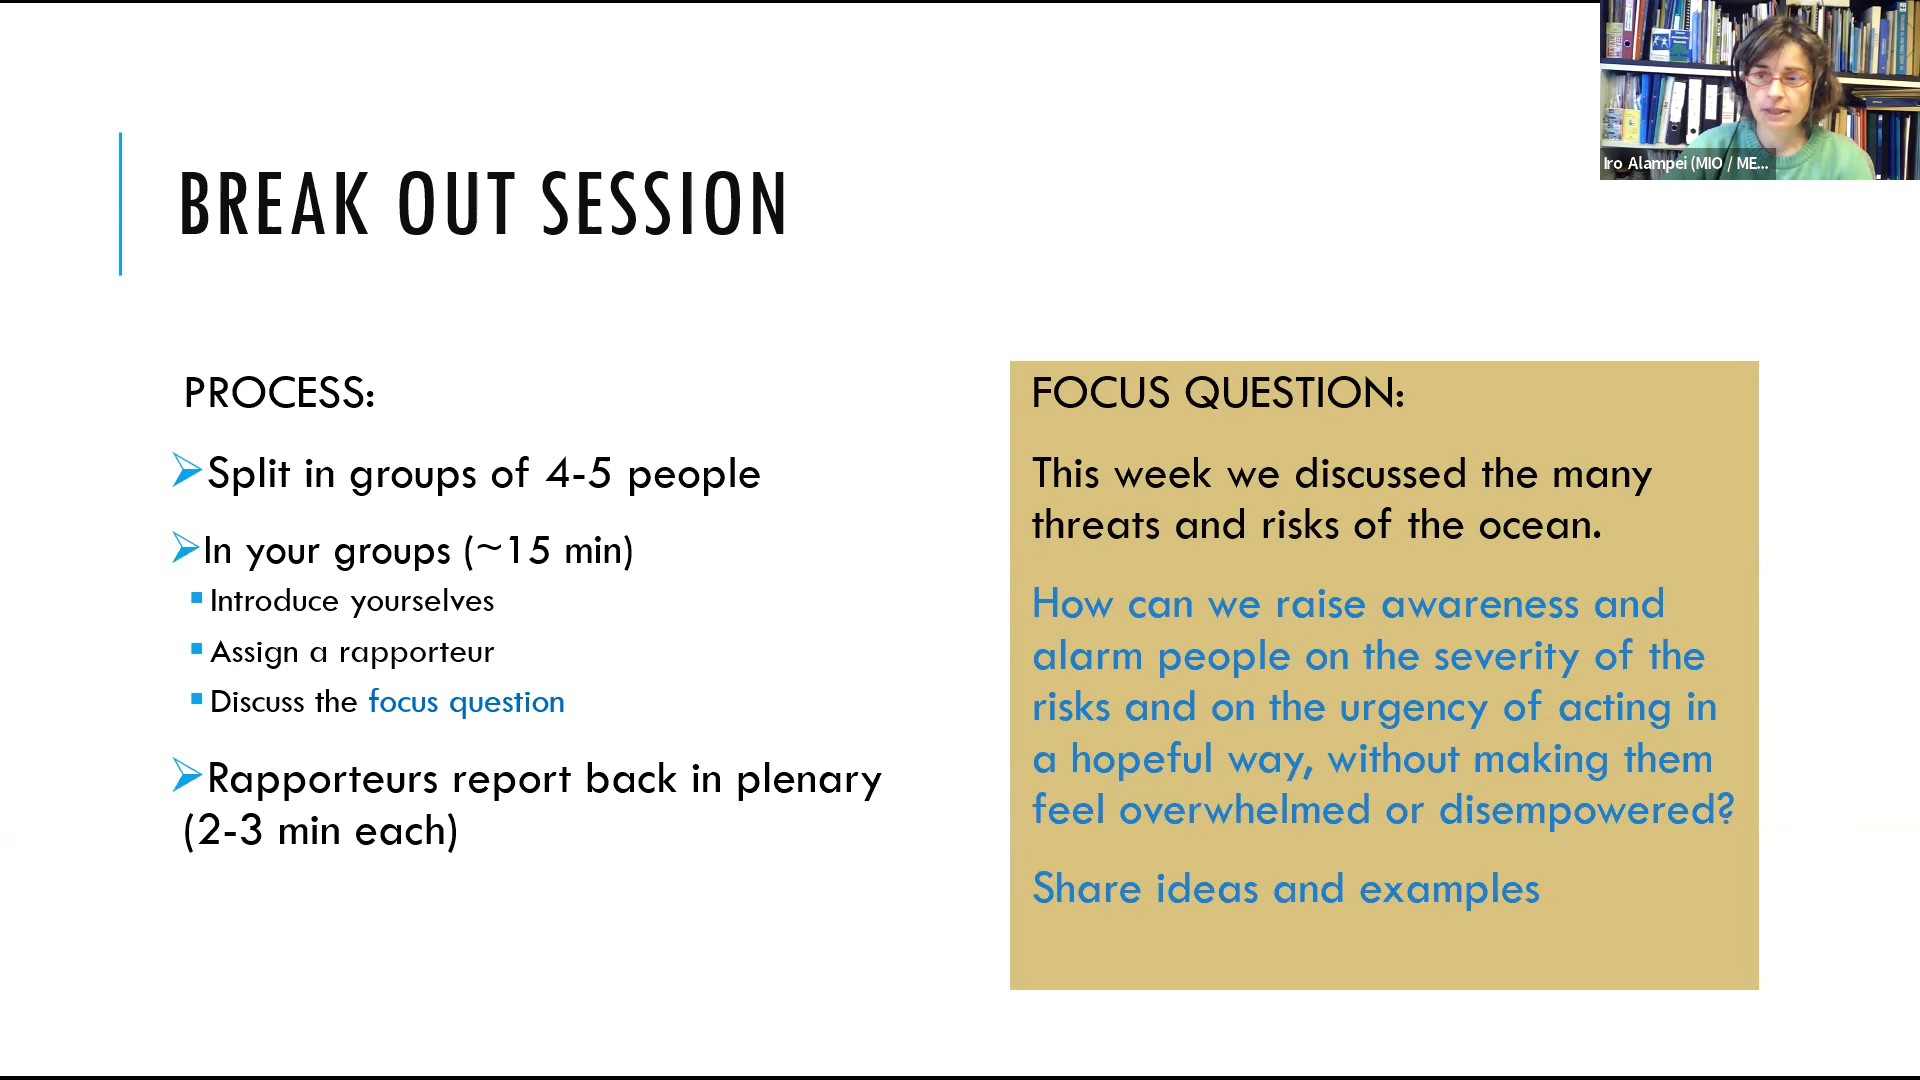 Iro Alampei (MIO / ME...
BREAK OUT SESSION
PROCESS:
Split in groups of 4-5 people
In your groups (~15 min)
Introduce yourselves
Assign a rapporteur
Discuss the focus question
Rapporteurs report back in plenary
(2-3 min each)
FOCUS QUESTION:
This week we discussed the many
threats and risks of the ocean.
How can we raise awareness and
alarm people on the severity of the
risks and on the urgency of acting in
a hopeful way, without making them
feel overwhelmed or disempowered?
Share ideas and examples